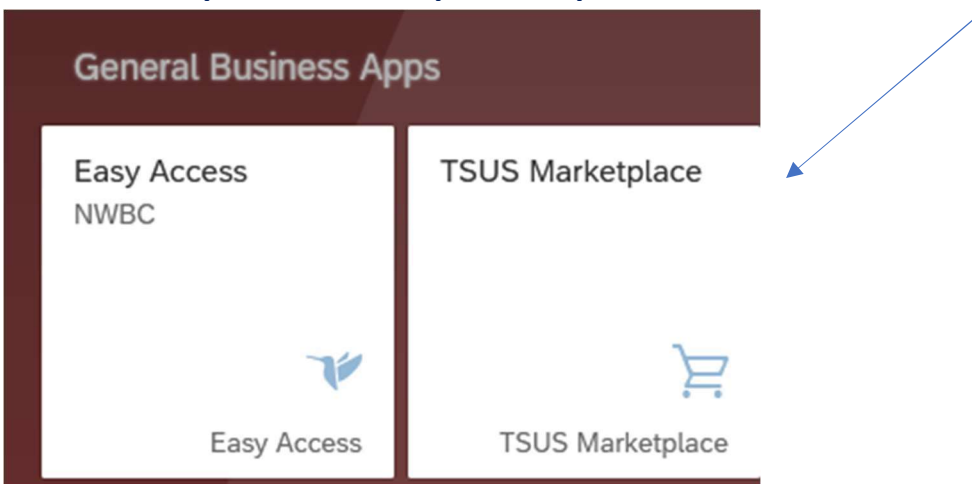 General Business Apps
Easy Access
NWBC
TSUS Marketplace
Easy Access
TSUS Marketplace